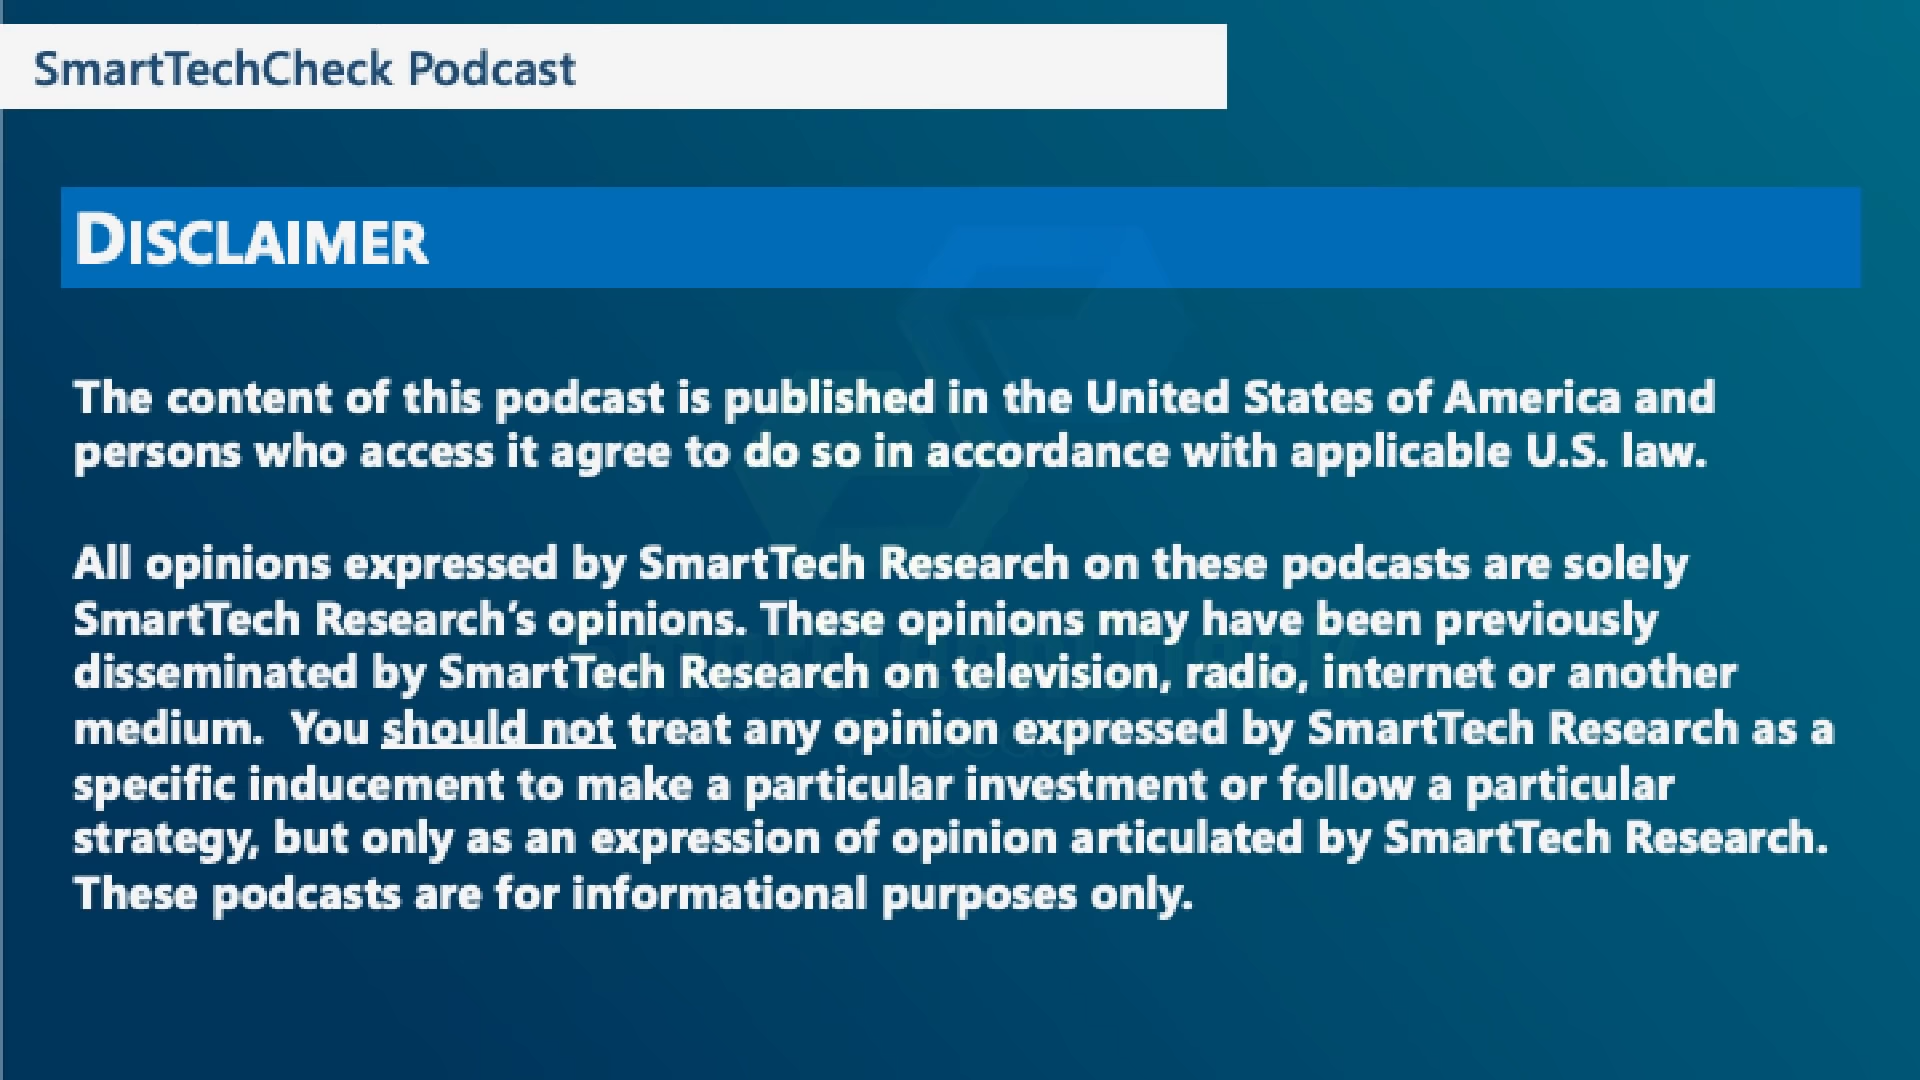 SmartTechCheck Podcast
DISCLAIMER
The content of this podcast is published in the United States of America and
persons who access it agree to do so in accordance with applicable U.S. law.
All opinions expressed by SmartTech Research on these podcasts are solely
SmartTech Research’s opinions. These opinions may have been previously
disseminated by SmartTech Research on television, radio, internet or another
medium.  You should not treat any opinion expressed by SmartTech Research as a
specific inducement to make a particular investment or follow a particular
strategy, but only as an expression of opinion articulated by SmartTech Research.
These podcasts are for informational purposes only.